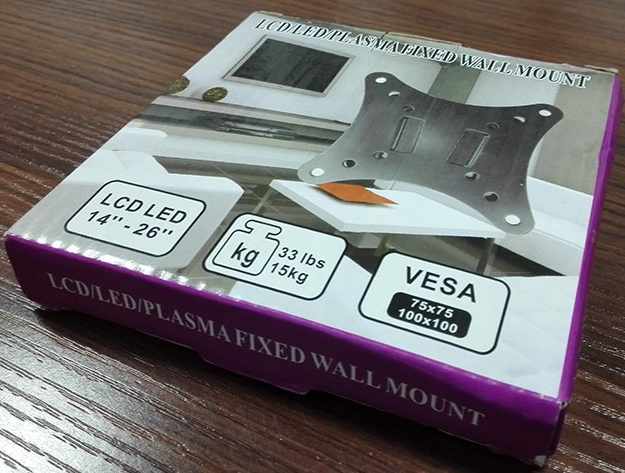 LCD/LED/PLASMA FIXED WALL MOUNT
LCD LED
14" - 26"
kg
33 lbs
15kg
VESA
75x75
100x100
LCD/LED/PLASMA FIXED WALL MOUNT